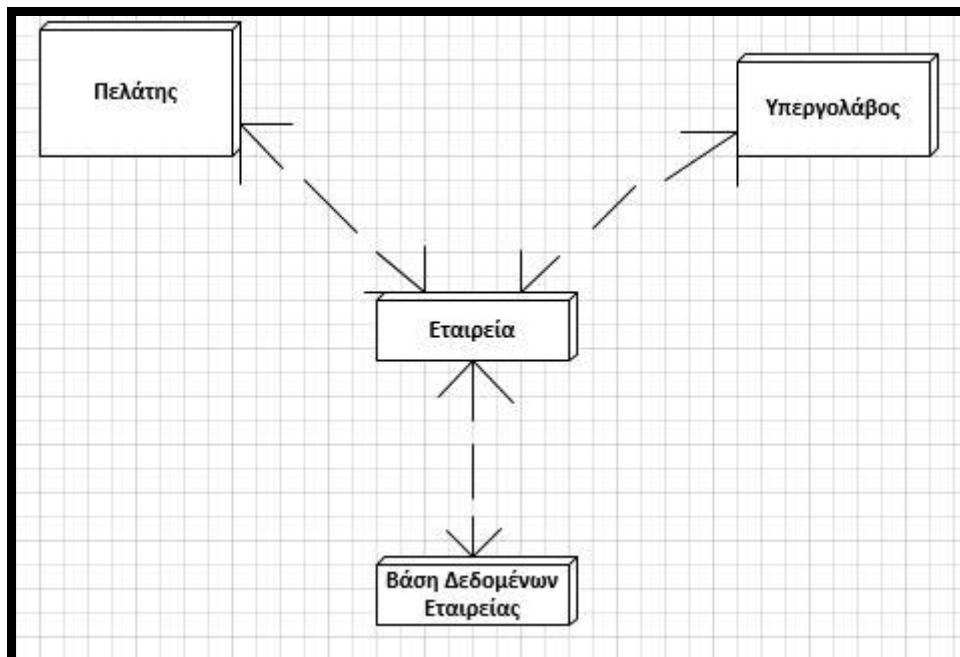 Πελάτης
Υπεργολάβος
Εταιρεία
Βάση Δεδομένων
Εταιρείας